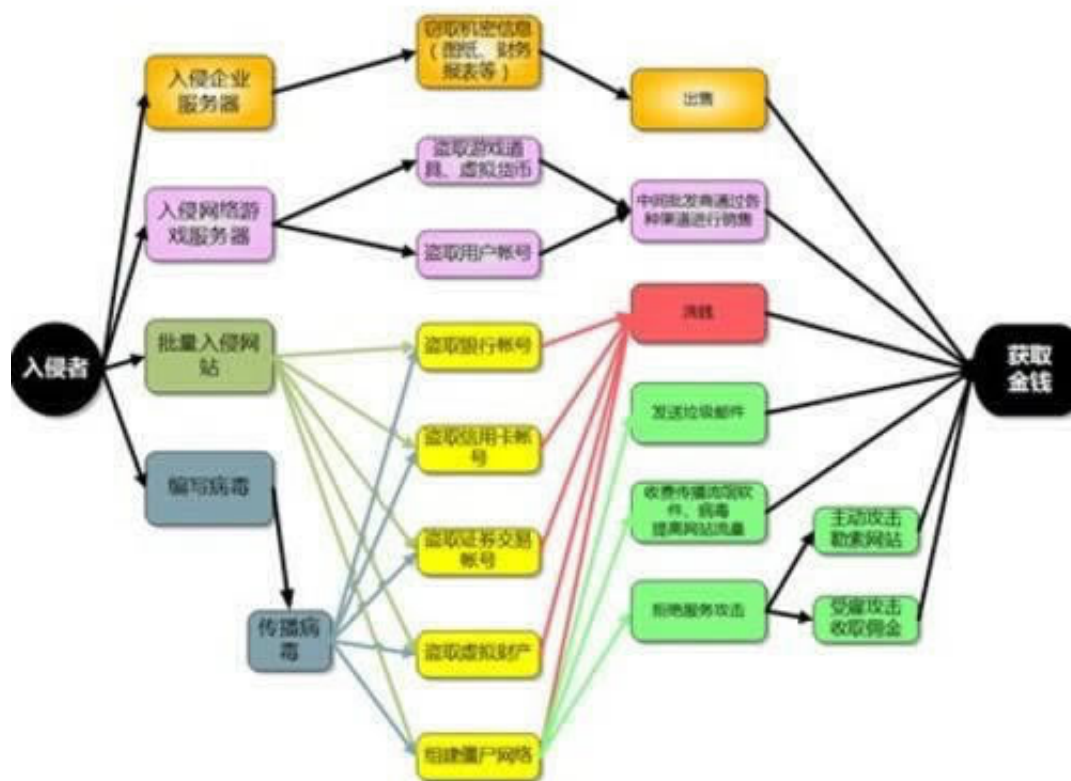 窃取机密信息
（图纸、财务
报表等）
入侵企业
服务器
出售
盗取游戏道
具、虚拟货币
入侵网络游
戏服务器
中间批发商通过各
种渠道进行销售
盗取用户帐号
洗钱
批量入侵网
站
盗取银行帐号
入侵者
获取
金钱
发送垃圾邮件
盗取信用卡帐
号
编写病毒
收费传播流氓软
件、病毒
提高网站流量
主动攻击
勒索网站
盗取证券交易
帐号
拒绝服务攻击
受雇攻击
收取佣金
传播病
毒
盗取虚拟财产
组建僵尸网络